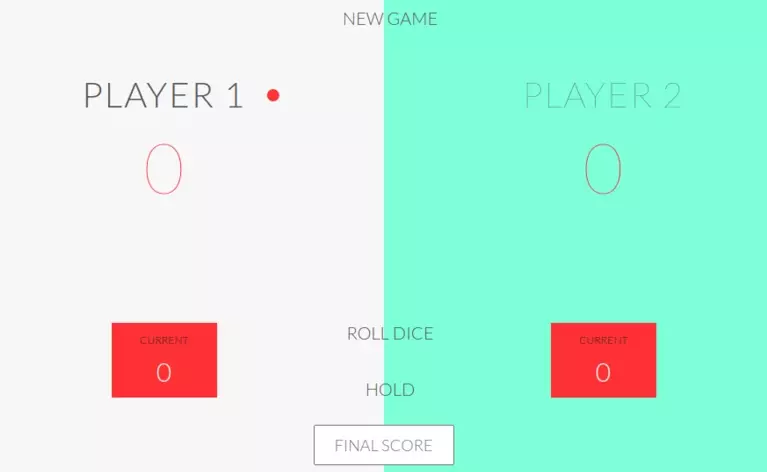 NEW GAME
PLAYER 1
PLAYER 2
0
0
CURRENT
0
ROLL DICE
CURRENT
0
HOLD
FINAL SCORE